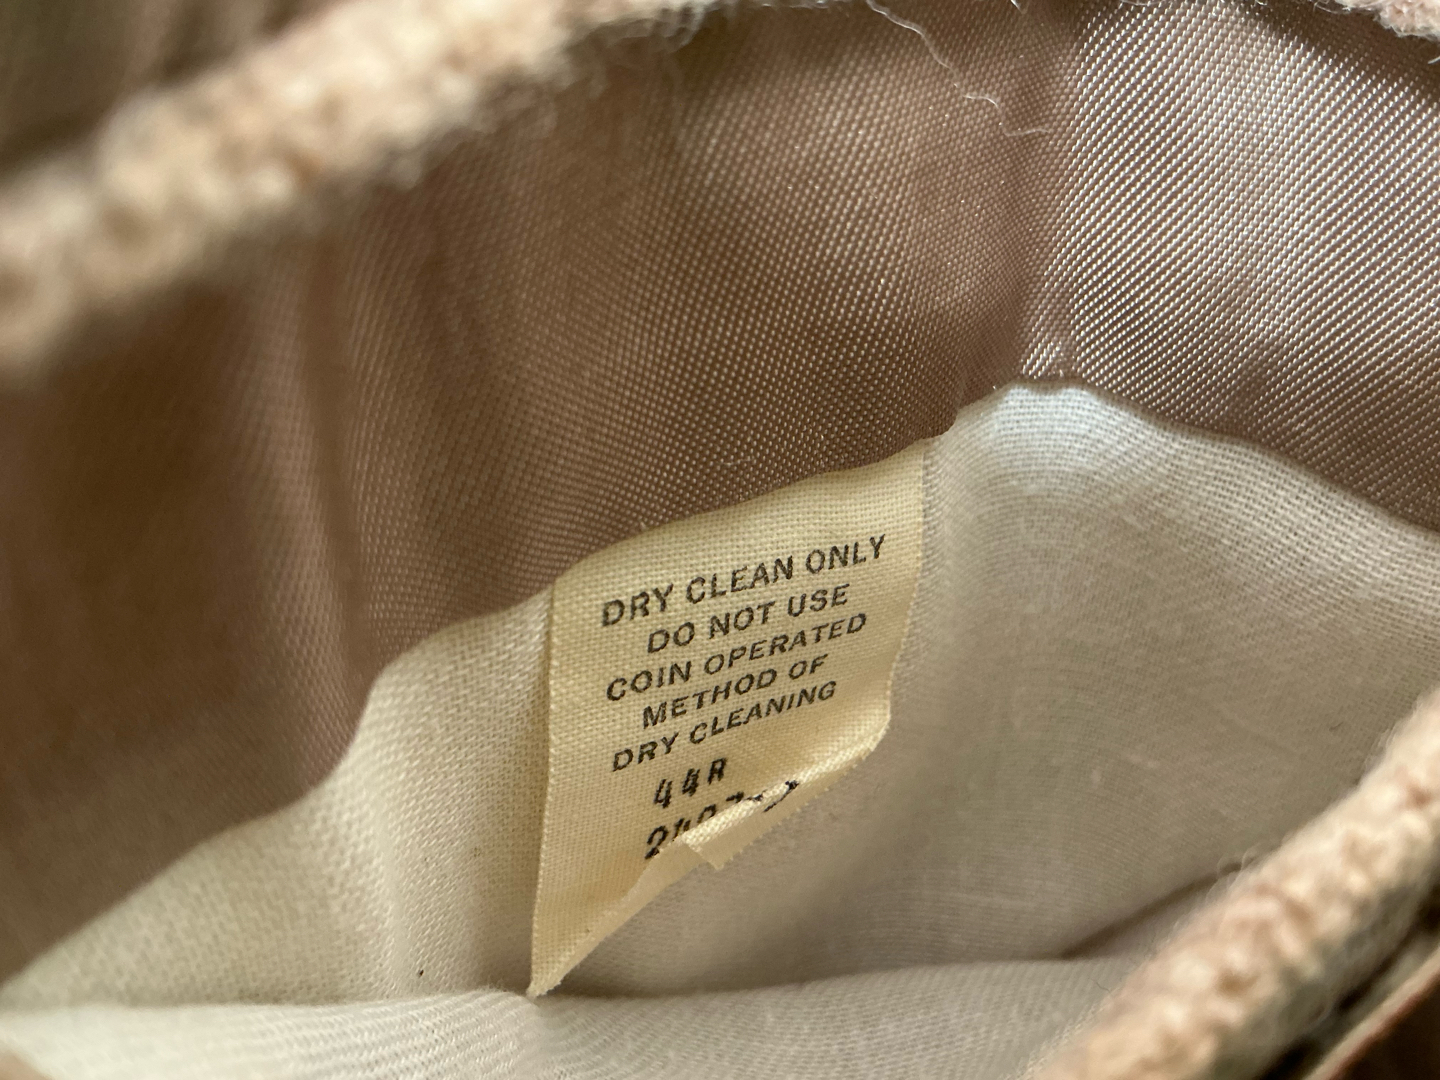 DRY CLEAN ONLY
DO NOT USE
COIN OPERATED
METHOD OF
DRY CLEANING
44R